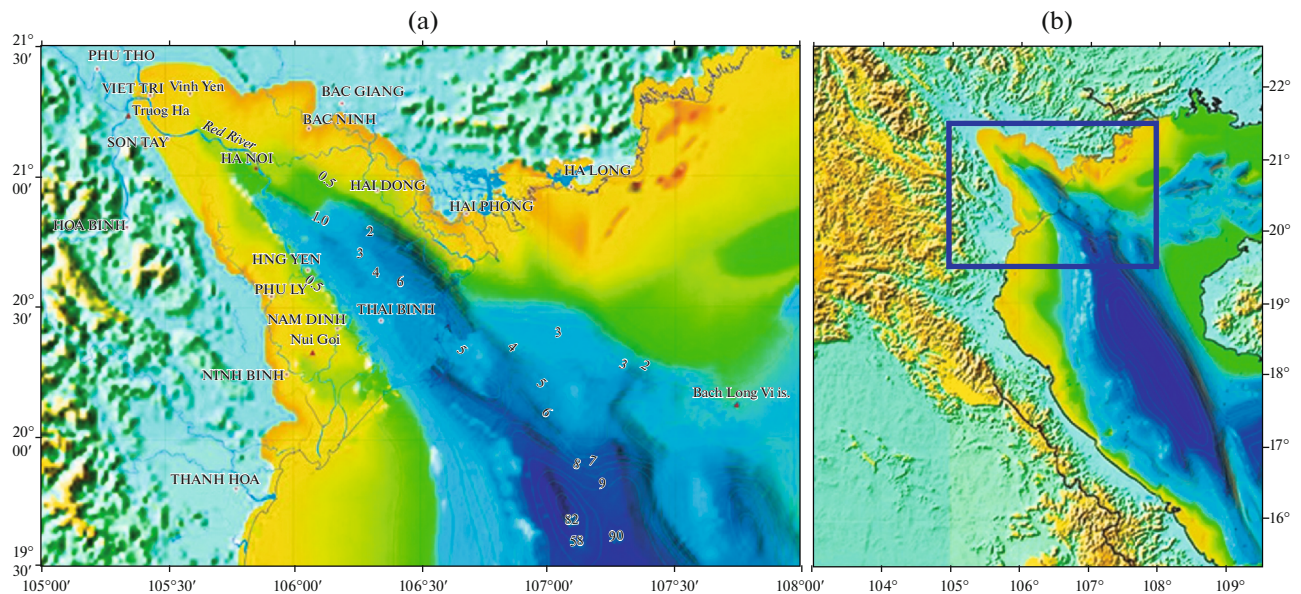 (a)
(b)
21°
30′
PHU THO
VIET TRI
Vinh Yen
Truog Ha
BAC GIANG
BAC NINH
SON TAY
Red River
HA NOI
21°
00′
0.5
HAI DONG
HA LONG
HAI PHONG
HOA BINH
1.0
2
3
4
6
HNG YEN
0.5
PHU LY
20°
30′
THAI BINH
NAM DINH
Nui Goi
3
5
4
3
2
NINH BINH
5
Bach Long Vi is.
6
20°
00′
8
7
THANH HOA
9
82
58
90
19°
30′
105°00′
105°.5′
106°00′
106°.5′
107°00′
107°.5′
108°00′
22°
21°
20°
19°
18°
17°
16°
104°
105°
106°
107°
108°
109°